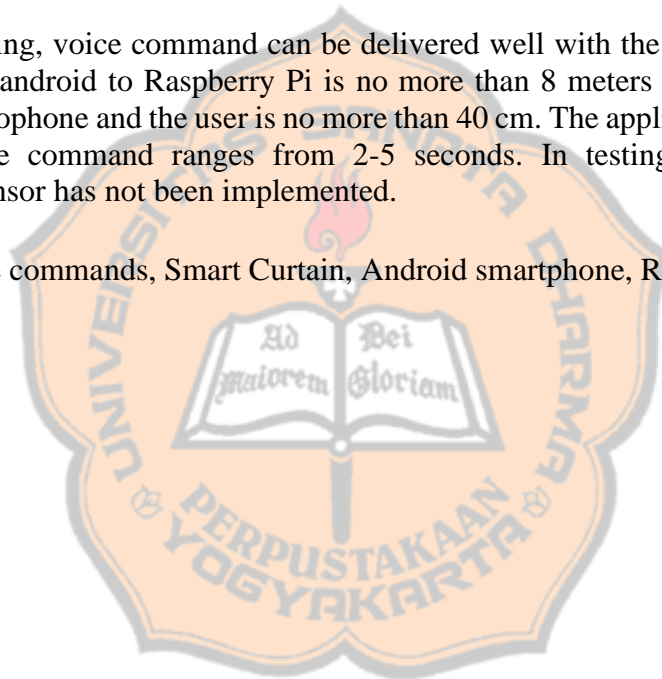 ing, voice command can be delivered well with the
android to Raspberry Pi is no more than 8 meters
ophone and the user is no more than 40 cm. The appli
e command ranges from 2-5 seconds. In testing
nsor has not been implemented.
commands, Smart Curtain, Android smartphone, R
UNIVERSITAS SANATA DHARMA
Ad Dei
Maiorem Gloriam
PERPUSTAKAAN
YOGYAKARTA